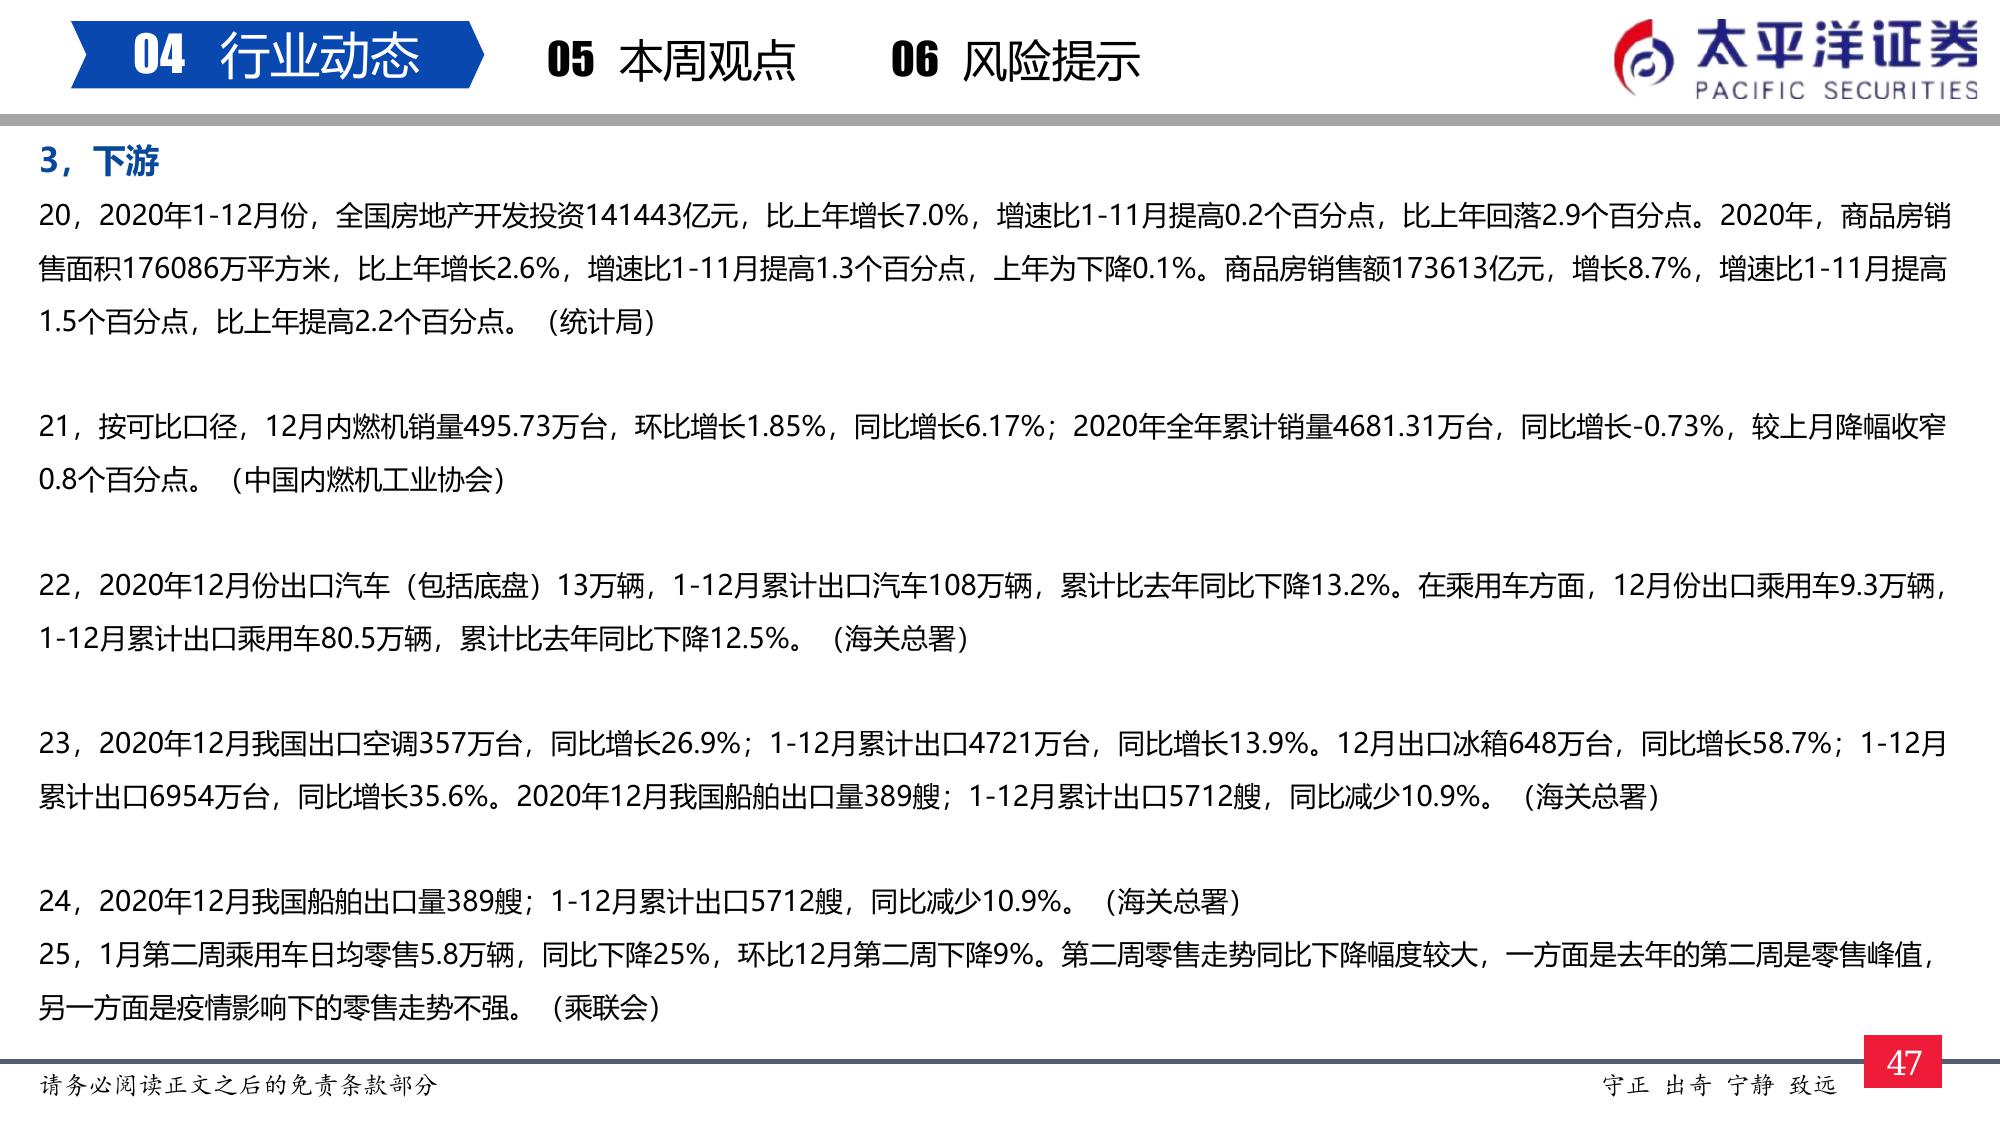 04 行业动态
05 本周观点
06 风险提示
太平洋证券
PACIFIC SECURITIES
3，下游
20，2020年1-12月份，全国房地产开发投资141443亿元，比上年增长7.0%，增速比1-11月提高0.2个百分点，比上年回落2.9个百分点。2020年，商品房销
售面积176086万平方米，比上年增长2.6%，增速比1-11月提高1.3个百分点，上年为下降0.1%。商品房销售额173613亿元，增长8.7%，增速比1-11月提高
1.5个百分点，比上年提高2.2个百分点。（统计局）
21，按可比口径，12月内燃机销量495.73万台，环比增长1.85%，同比增长6.17%；2020年全年累计销量4681.31万台，同比增长-0.73%，较上月降幅收窄
0.8个百分点。（中国内燃机工业协会）
22，2020年12月份出口汽车（包括底盘）13万辆，1-12月累计出口汽车108万辆，累计比去年同比下降13.2%。在乘用车方面，12月份出口乘用车9.3万辆，
1-12月累计出口乘用车80.5万辆，累计比去年同比下降12.5%。（海关总署）
23，2020年12月我国出口空调357万台，同比增长26.9%；1-12月累计出口4721万台，同比增长13.9%。12月出口冰箱648万台，同比增长58.7%；1-12月
累计出口6954万台，同比增长35.6%。2020年12月我国船舶出口量389艘；1-12月累计出口5712艘，同比减少10.9%。（海关总署）
24，2020年12月我国船舶出口量389艘；1-12月累计出口5712艘，同比减少10.9%。（海关总署）
25，1月第二周乘用车日均零售5.8万辆，同比下降25%，环比12月第二周下降9%。第二周零售走势同比下降幅度较大，一方面是去年的第二周是零售峰值，
另一方面是疫情影响下的零售走势不强。（乘联会）
请务必阅读正文之后的免责条款部分
守正 出奇 宁静 致远
47